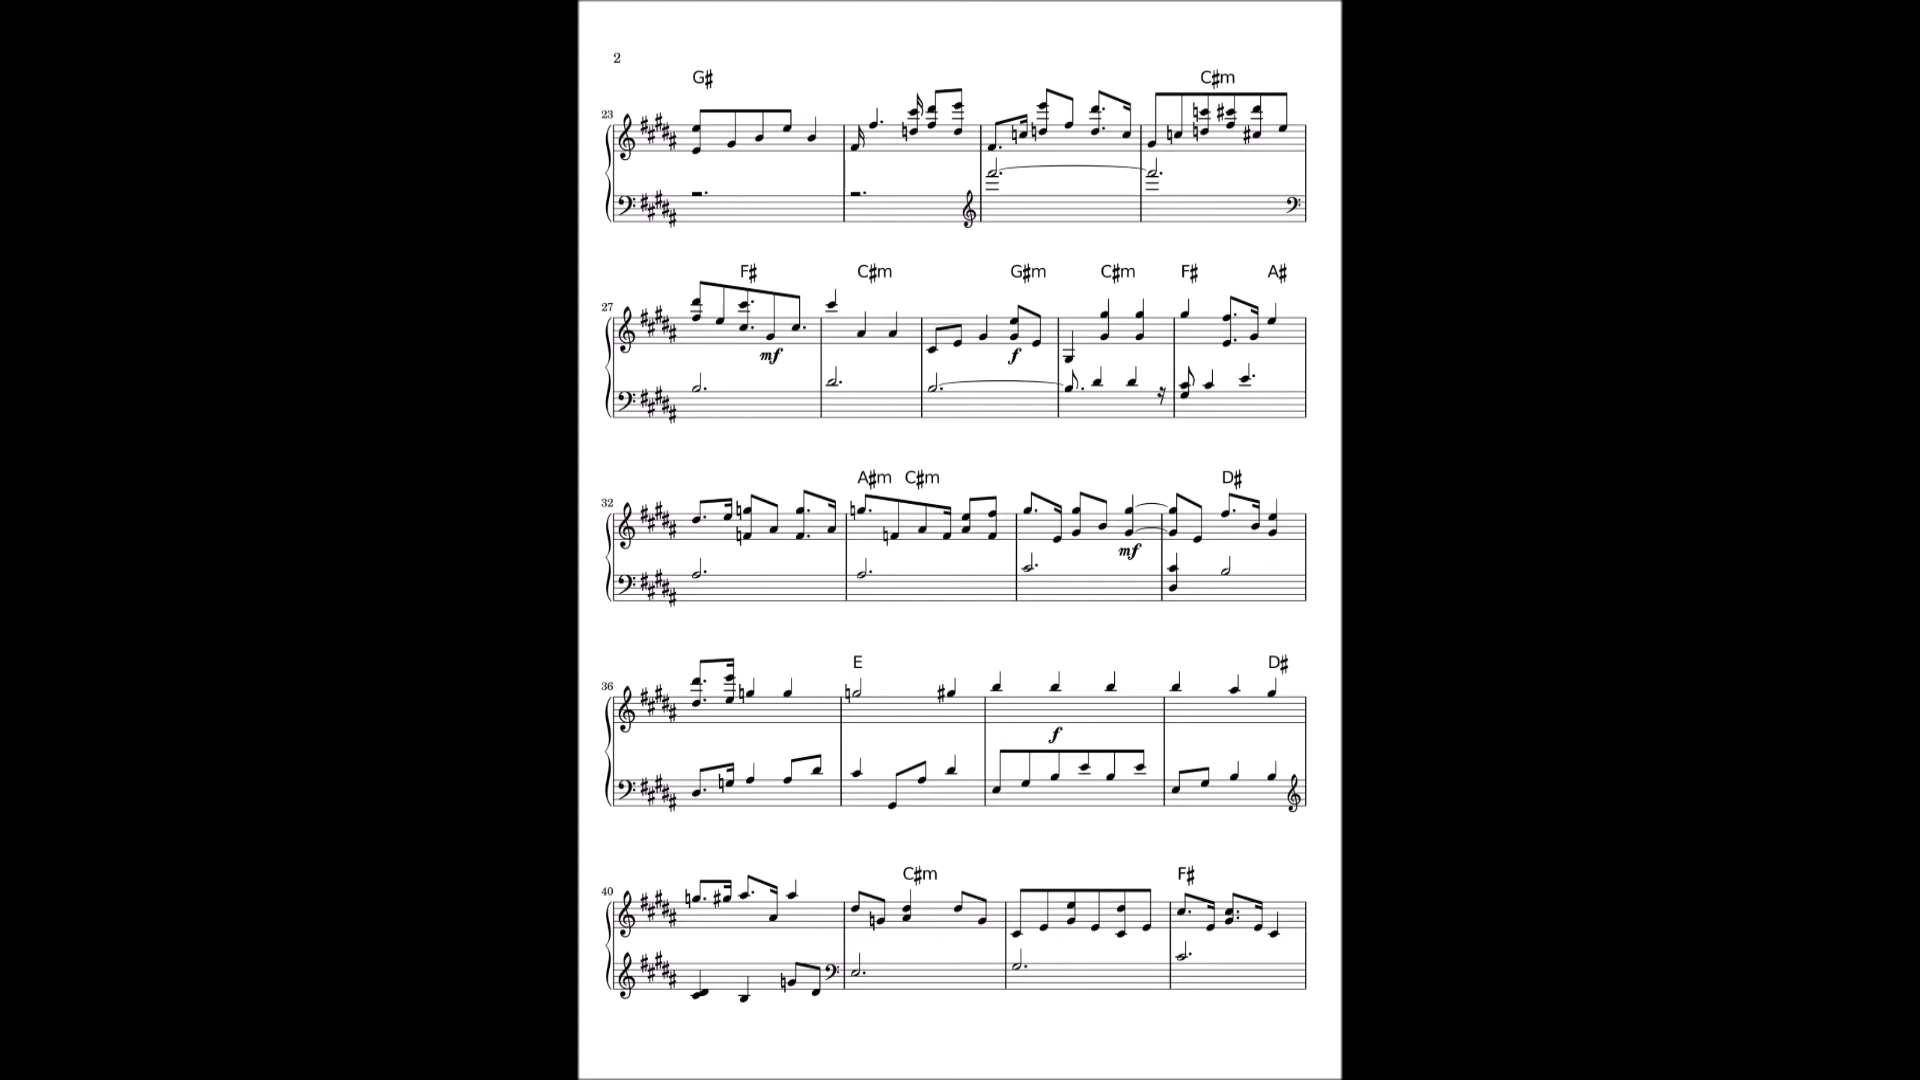 2
G♯ C♯m
23
F♯ C♯m G♯m C♯m F♯ A♯
27
mf f
A♯m C♯m D♯
32
mf
E D♯
36
f
C♯m F♯
40